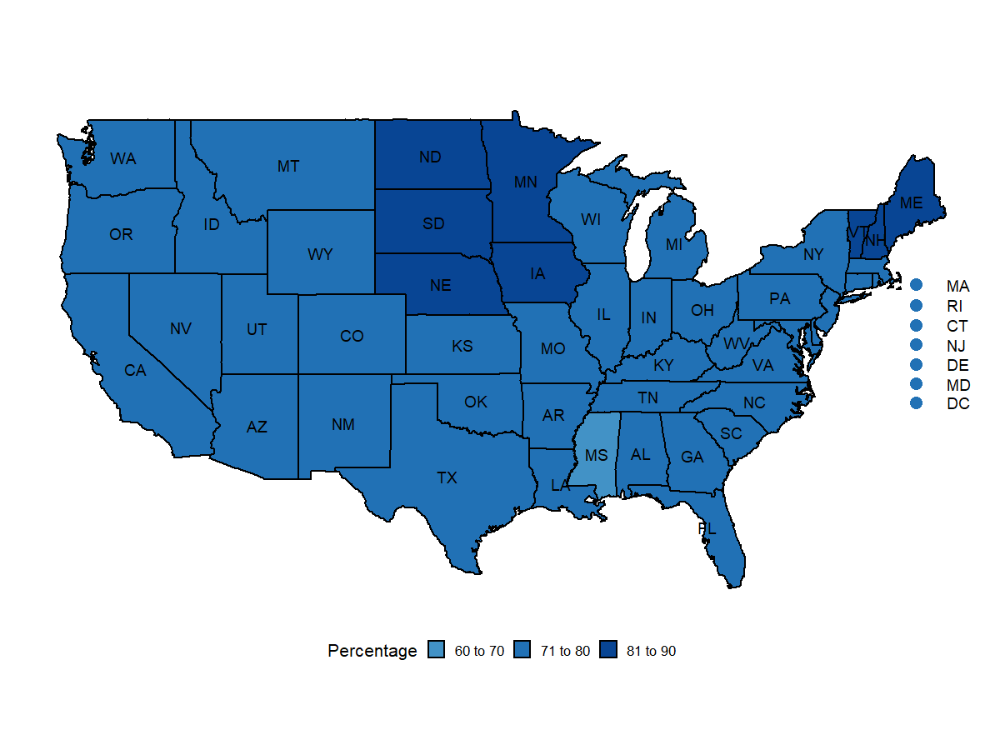 WA
MT
ND
MN
ME
OR
ID
SD
WI
VT
NH
WY
MI
NY
NE
IA
MA
PA
RI
NV
UT
CO
IL
IN
OH
CT
KS
MO
WV
NJ
CA
KY
VA
DE
MD
AZ
NM
OK
AR
TN
NC
DC
TX
LA
MS
AL
GA
SC
FL
Percentage 60 to 70 71 to 80 81 to 90